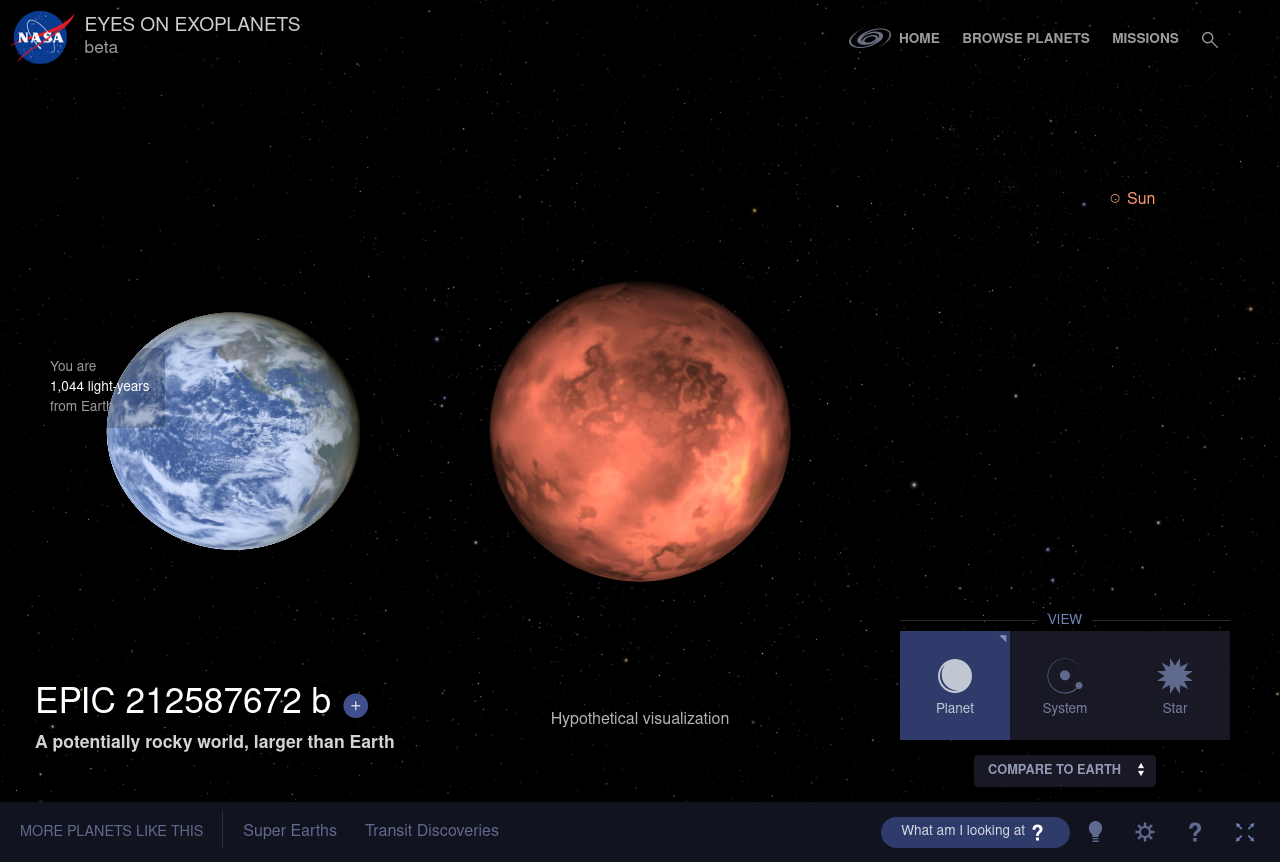 NASA
EYES ON EXOPLANETS
beta
HOME
BROWSE PLANETS
MISSIONS
Sun
You are
1,044 light-years
from Earth
VIEW
Planet
System
Star
EPIC 212587672 b
A potentially rocky world, larger than Earth
Hypothetical visualization
COMPARE TO EARTH
MORE PLANETS LIKE THIS
Super Earths
Transit Discoveries
What am I looking at ?
?